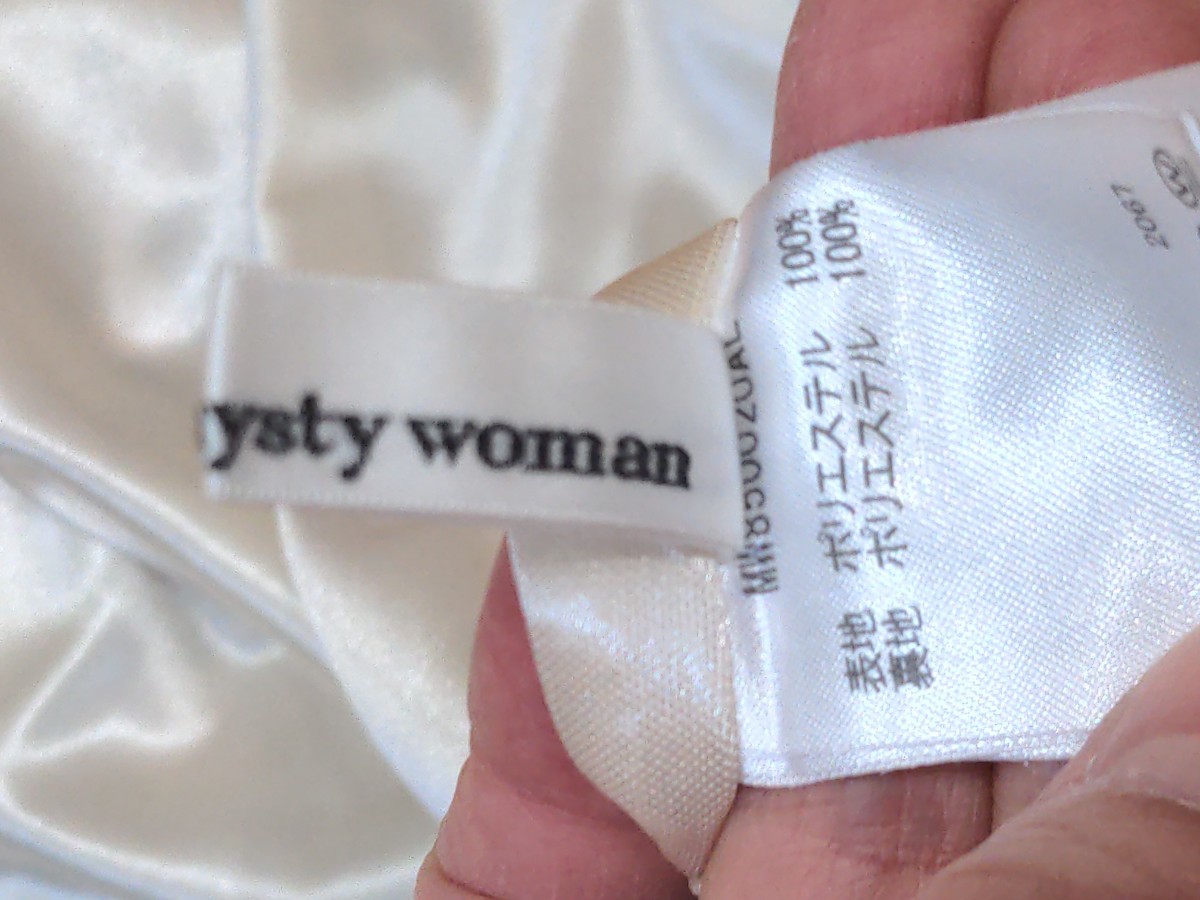 ysty woman
表地 ポリエステル 100%
裏地 ポリエステル 100%
2067